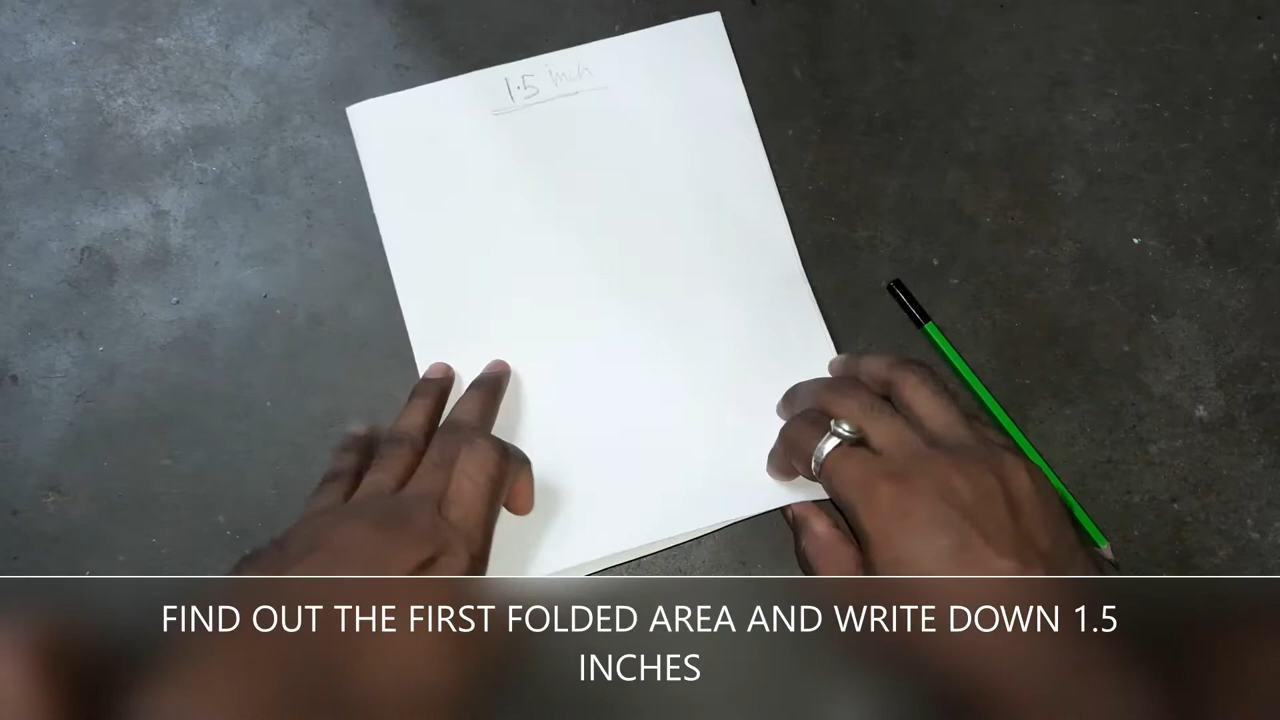 1.5 inch
FIND OUT THE FIRST FOLDED AREA AND WRITE DOWN 1.5
INCHES